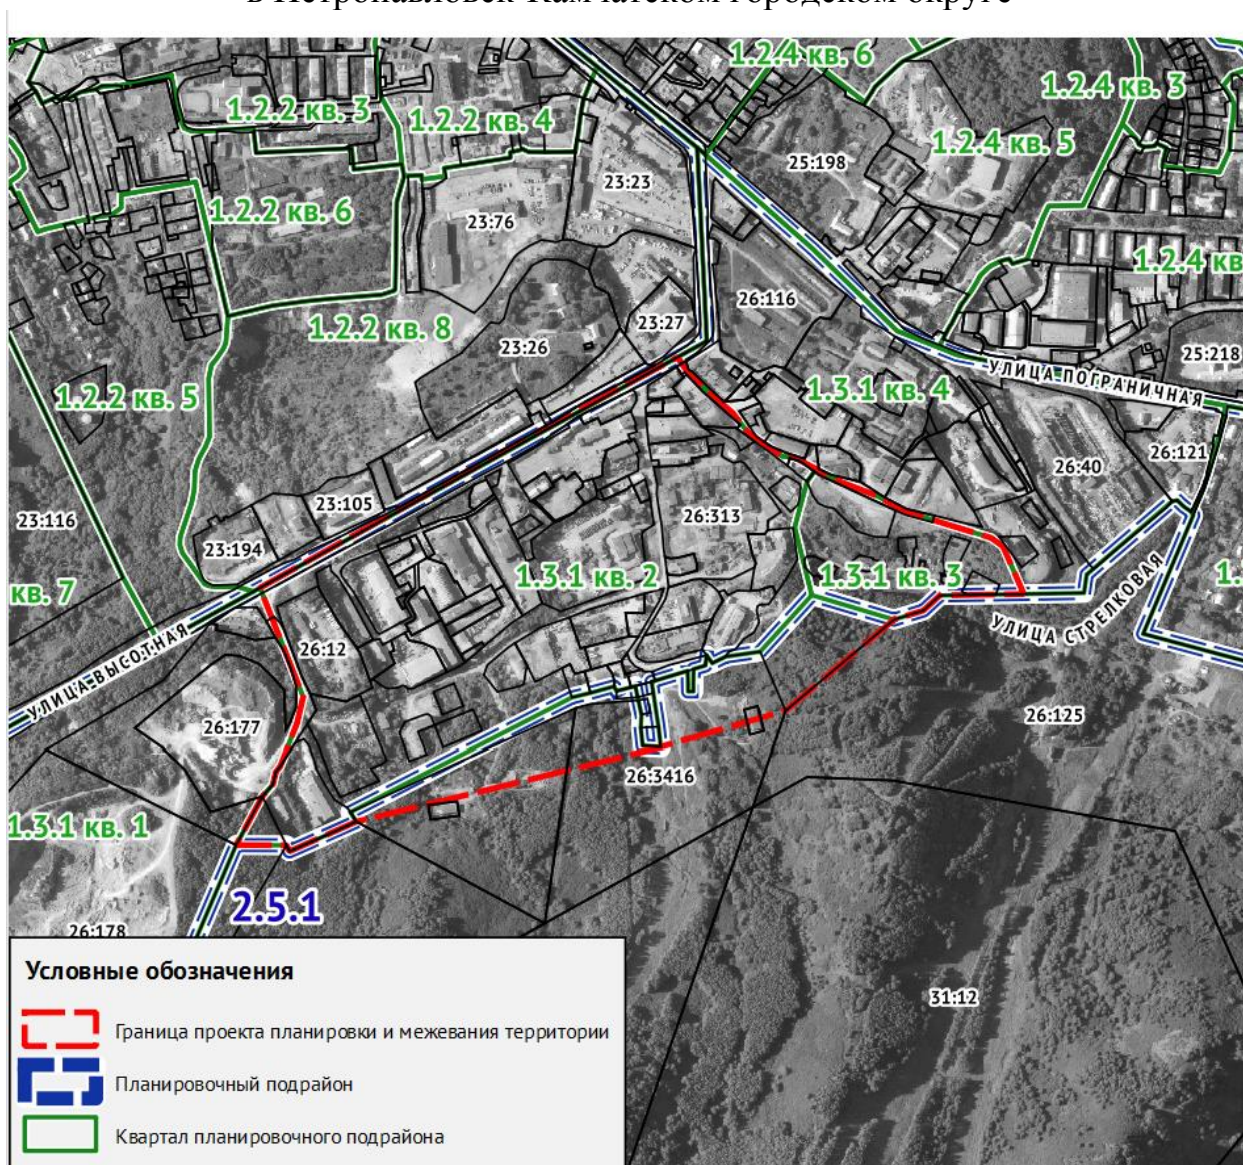 в Петропавловск-Камчатском городском округе
1.2.4 кв. 6
1.2.4 кв. 3
1.2.2 кв. 3
1.2.2 кв. 4
1.2.4 кв. 5
25:198
23:23
1.2.2 кв. 6
23:76
1.2.4 кв
26:116
23:27
1.2.2 кв. 8
23:26
25:218
УЛИЦА ПОГРАНИЧНАЯ
1.2.2 кв. 5
1.3.1 кв. 4
26:121
26:40
23:105
26:313
23:116
23:194
1.3.1 кв. 2
1.3.1 кв. 3
1.
кв. 7
УЛИЦА СТРЕЛКОВАЯ
26:12
УЛИЦА ВЫСОТНАЯ
26:125
26:177
26:3416
1.3.1 кв. 1
2.5.1
26:178
31:12
Условные обозначения
Граница проекта планировки и межевания территории
Планировочный подрайон
Квартал планировочного подрайона